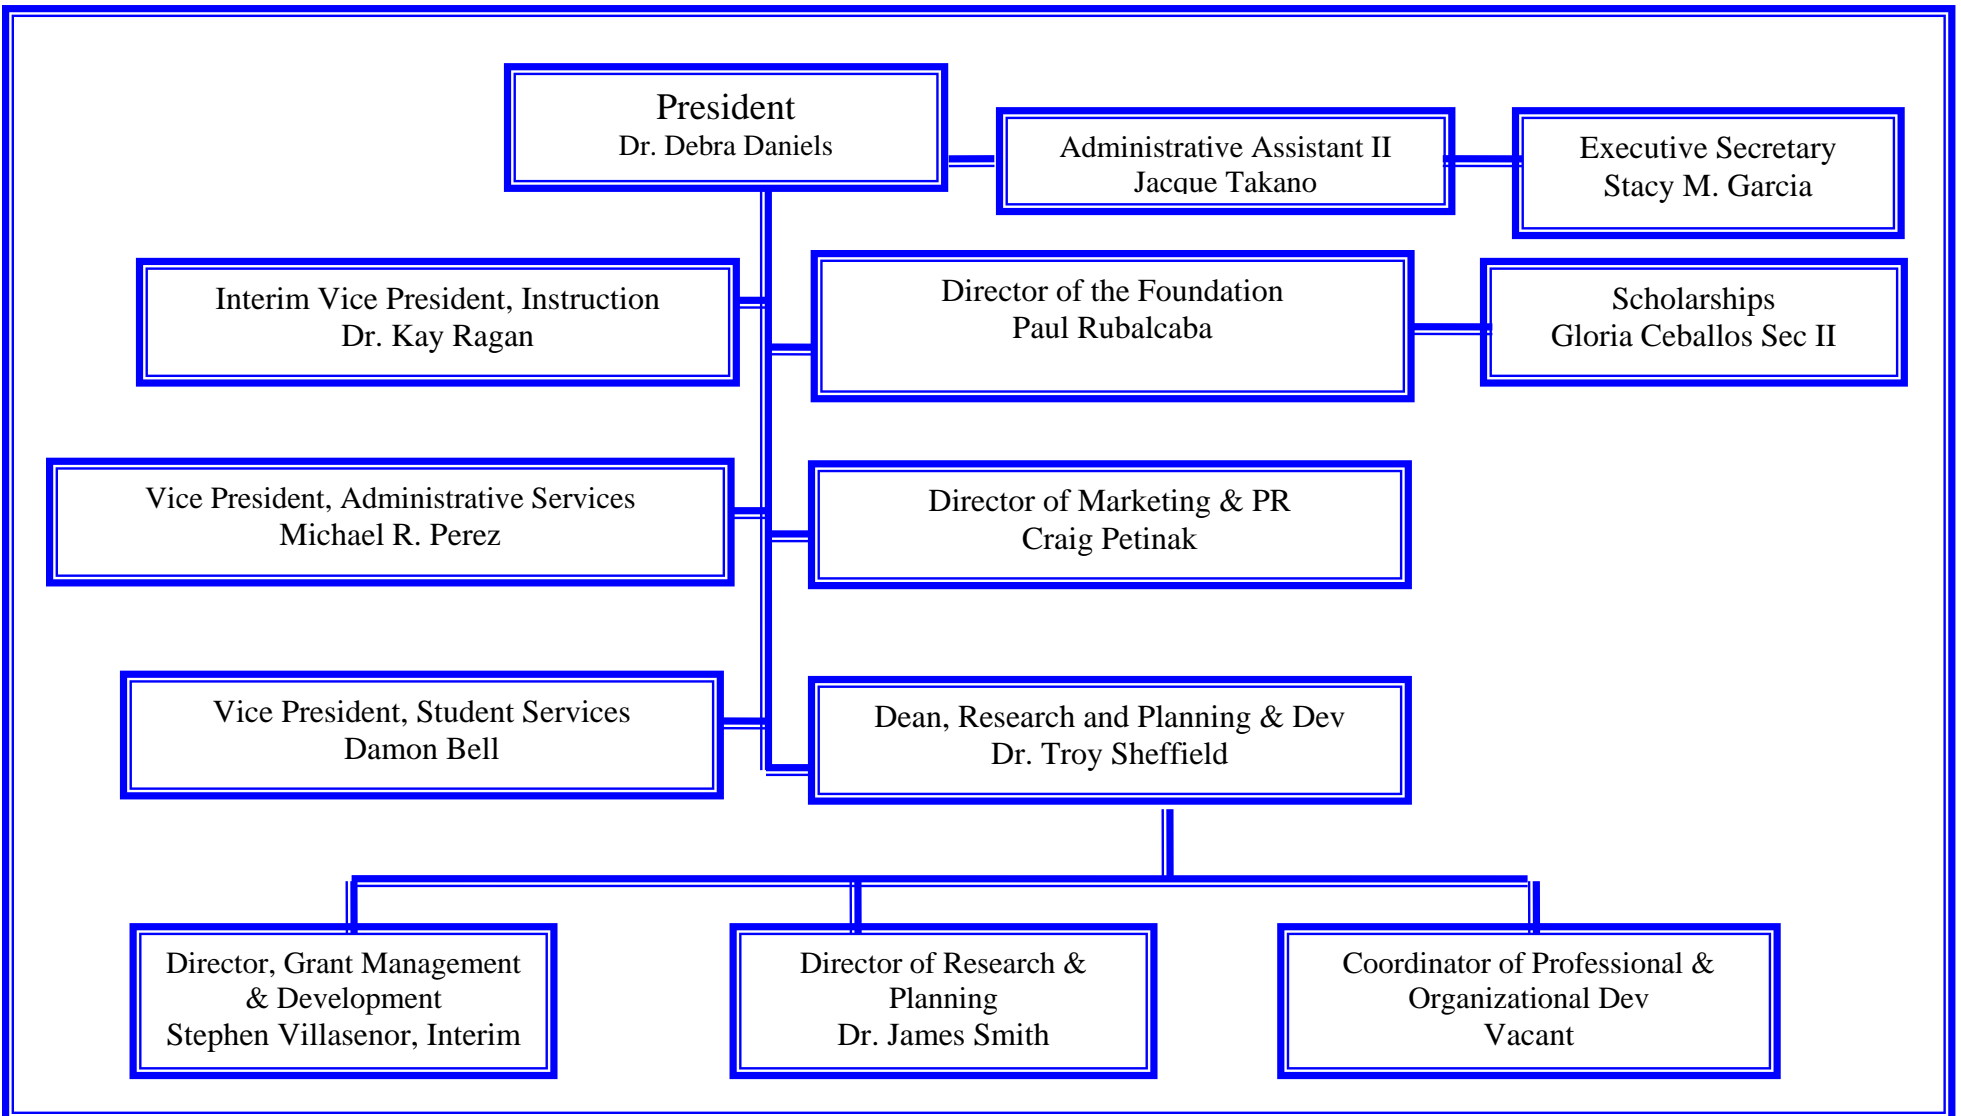 President
Dr. Debra Daniels
Administrative Assistant II
Jacque Takano
Executive Secretary
Stacy M. Garcia
Interim Vice President, Instruction
Dr. Kay Ragan
Director of the Foundation
Paul Rubalcaba
Scholarships
Gloria Ceballos Sec II
Vice President, Administrative Services
Michael R. Perez
Director of Marketing & PR
Craig Petinak
Vice President, Student Services
Damon Bell
Dean, Research and Planning & Dev
Dr. Troy Sheffield
Director, Grant Management
& Development
Stephen Villasenor, Interim
Director of Research &
Planning
Dr. James Smith
Coordinator of Professional &
Organizational Dev
Vacant